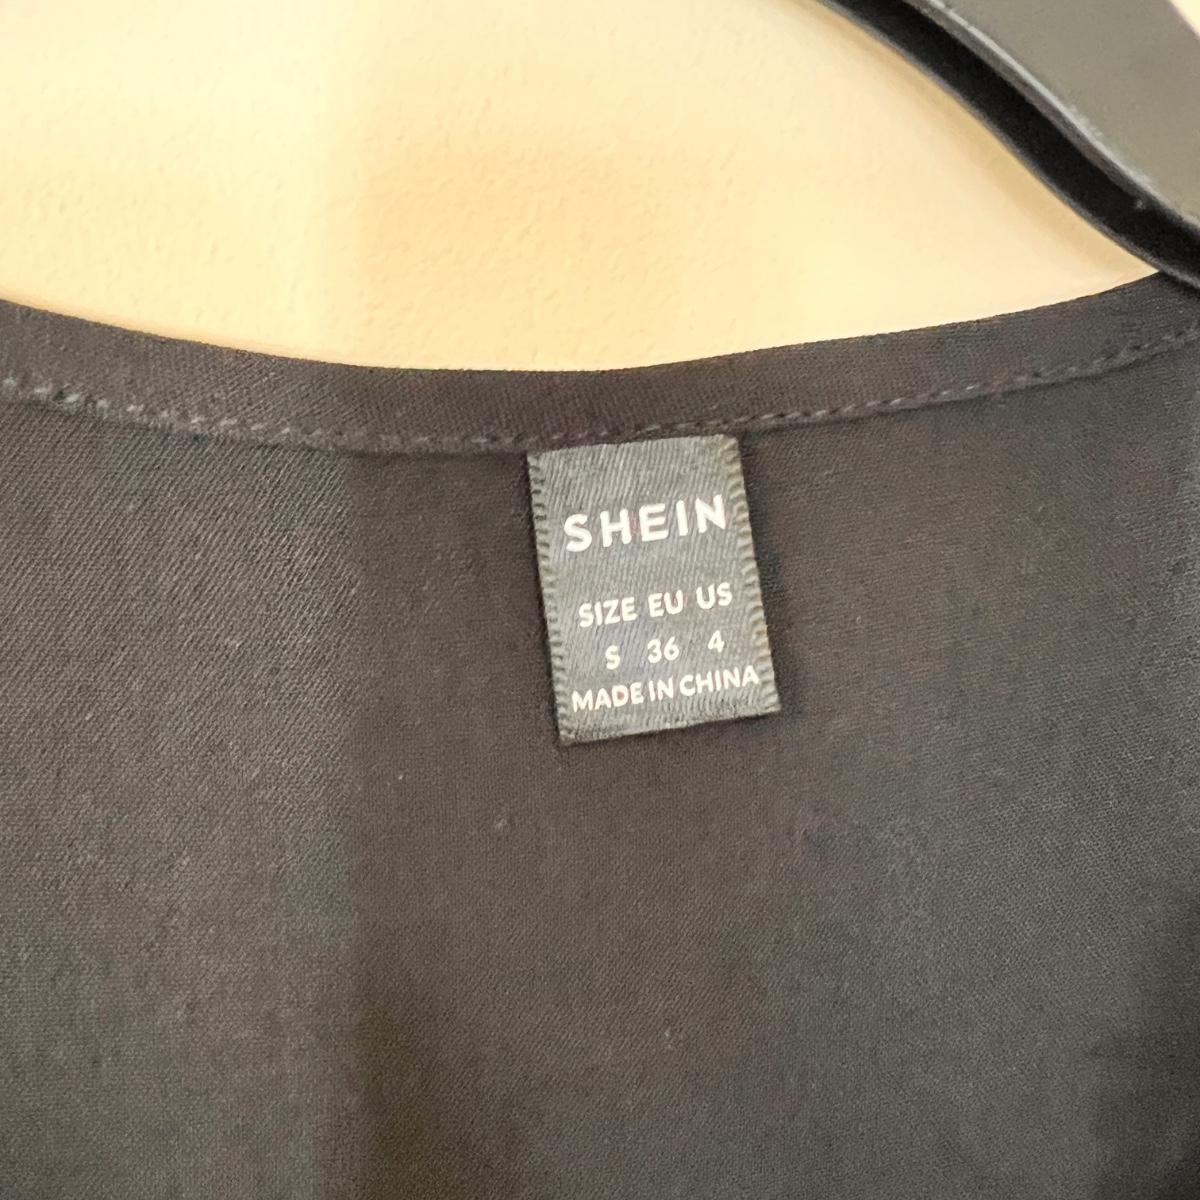 SHEIN
SIZE EU US
S 36 4
MADE IN CHINA